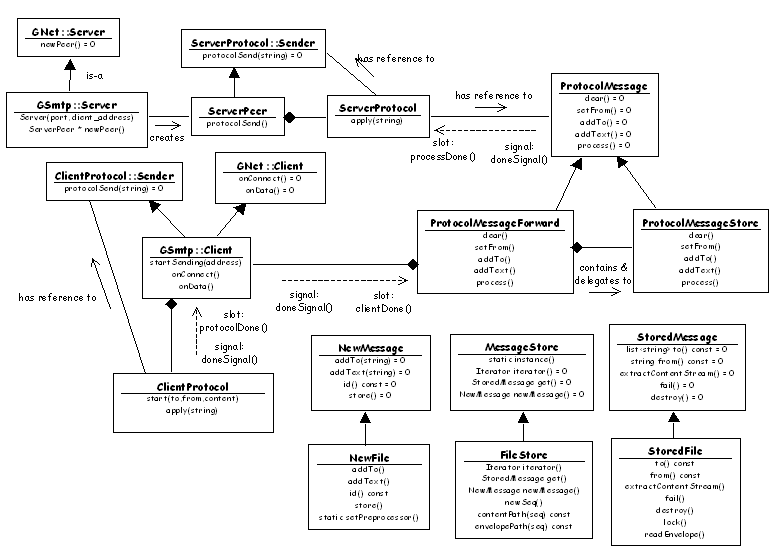 GNet::Server
newPeer() = 0
is-a
GSmtp::Server
Server(port,client_address)
ServerPeer * newPeer()
creates
ServerProtocol::Sender
protocolSend(string) = 0
ServerPeer
protocolSend()
has reference to
ServerProtocol
apply(string)
has reference to
slot:
processDone()
signal:
doneSignal()
ProtocolMessage
clear() = 0
setFrom() = 0
addTo() = 0
addText() = 0
process() = 0
ClientProtocol::Sender
protocolSend(string) = 0
GNet::Client
onConnect() = 0
onData() = 0
GSmtp::Client
startSending(address)
onConnect()
onData()
has reference to
slot:
protocolDone()
signal:
doneSignal()
signal:
doneSignal()
slot:
clientDone()
ProtocolMessageForward
clear()
setFrom()
addTo()
addText()
process()
contains &
delegates to
ProtocolMessageStore
clear()
setFrom()
addTo()
addText()
process()
ClientProtocol
start(to,from,content)
apply(string)
NewMessage
addTo(string) = 0
addText(string) = 0
id() const = 0
store() = 0
MessageStore
static instance()
Iterator iterator() = 0
StoredMessage get() = 0
NewMessage newMessage() = 0
StoredMessage
list<string> to() const = 0
string from() const = 0
extractContentStream() = 0
fail() = 0
destroy() = 0
NewFile
addTo()
addText()
id() const
store()
static setPreprocessor()
FileStore
Iterator iterator()
StoredMessage get()
NewMessage newMessage()
newSeq()
contentPath(seq) const
envelopePath(seq) const
StoredFile
to() const
from() const
extractContentStream()
fail()
destroy()
lock()
readEnvelope()